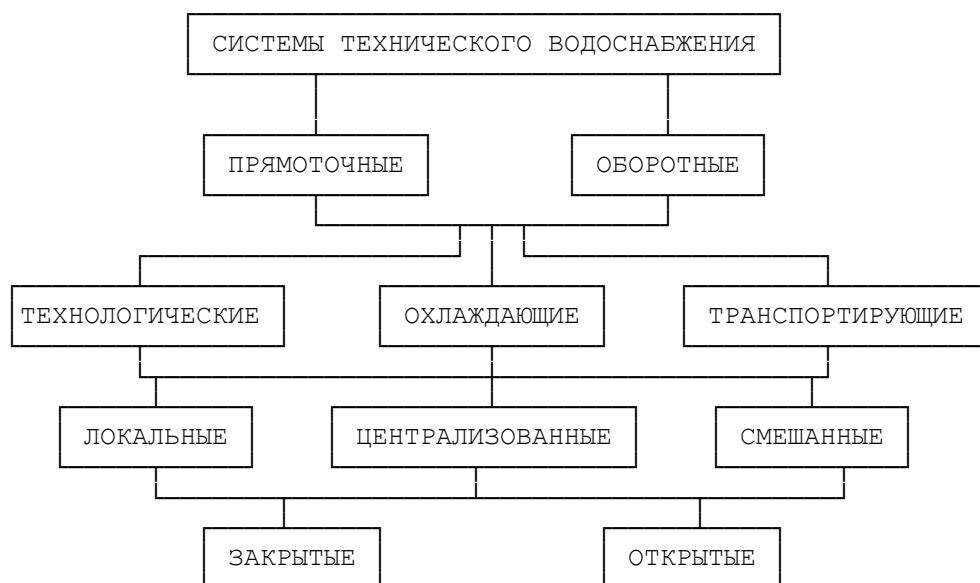 СИСТЕМЫ ТЕХНИЧЕСКОГО ВОДОСНАБЖЕНИЯ
ПРЯМОТОЧНЫЕ ОБОРОТНЫЕ
ТЕХНОЛОГИЧЕСКИЕ ОХЛАЖДАЮЩИЕ ТРАНСПОРТИРУЮЩИЕ
ЛОКАЛЬНЫЕ ЦЕНТРАЛИЗОВАННЫЕ СМЕШАННЫЕ
ЗАКРЫТЫЕ ОТКРЫТЫЕ